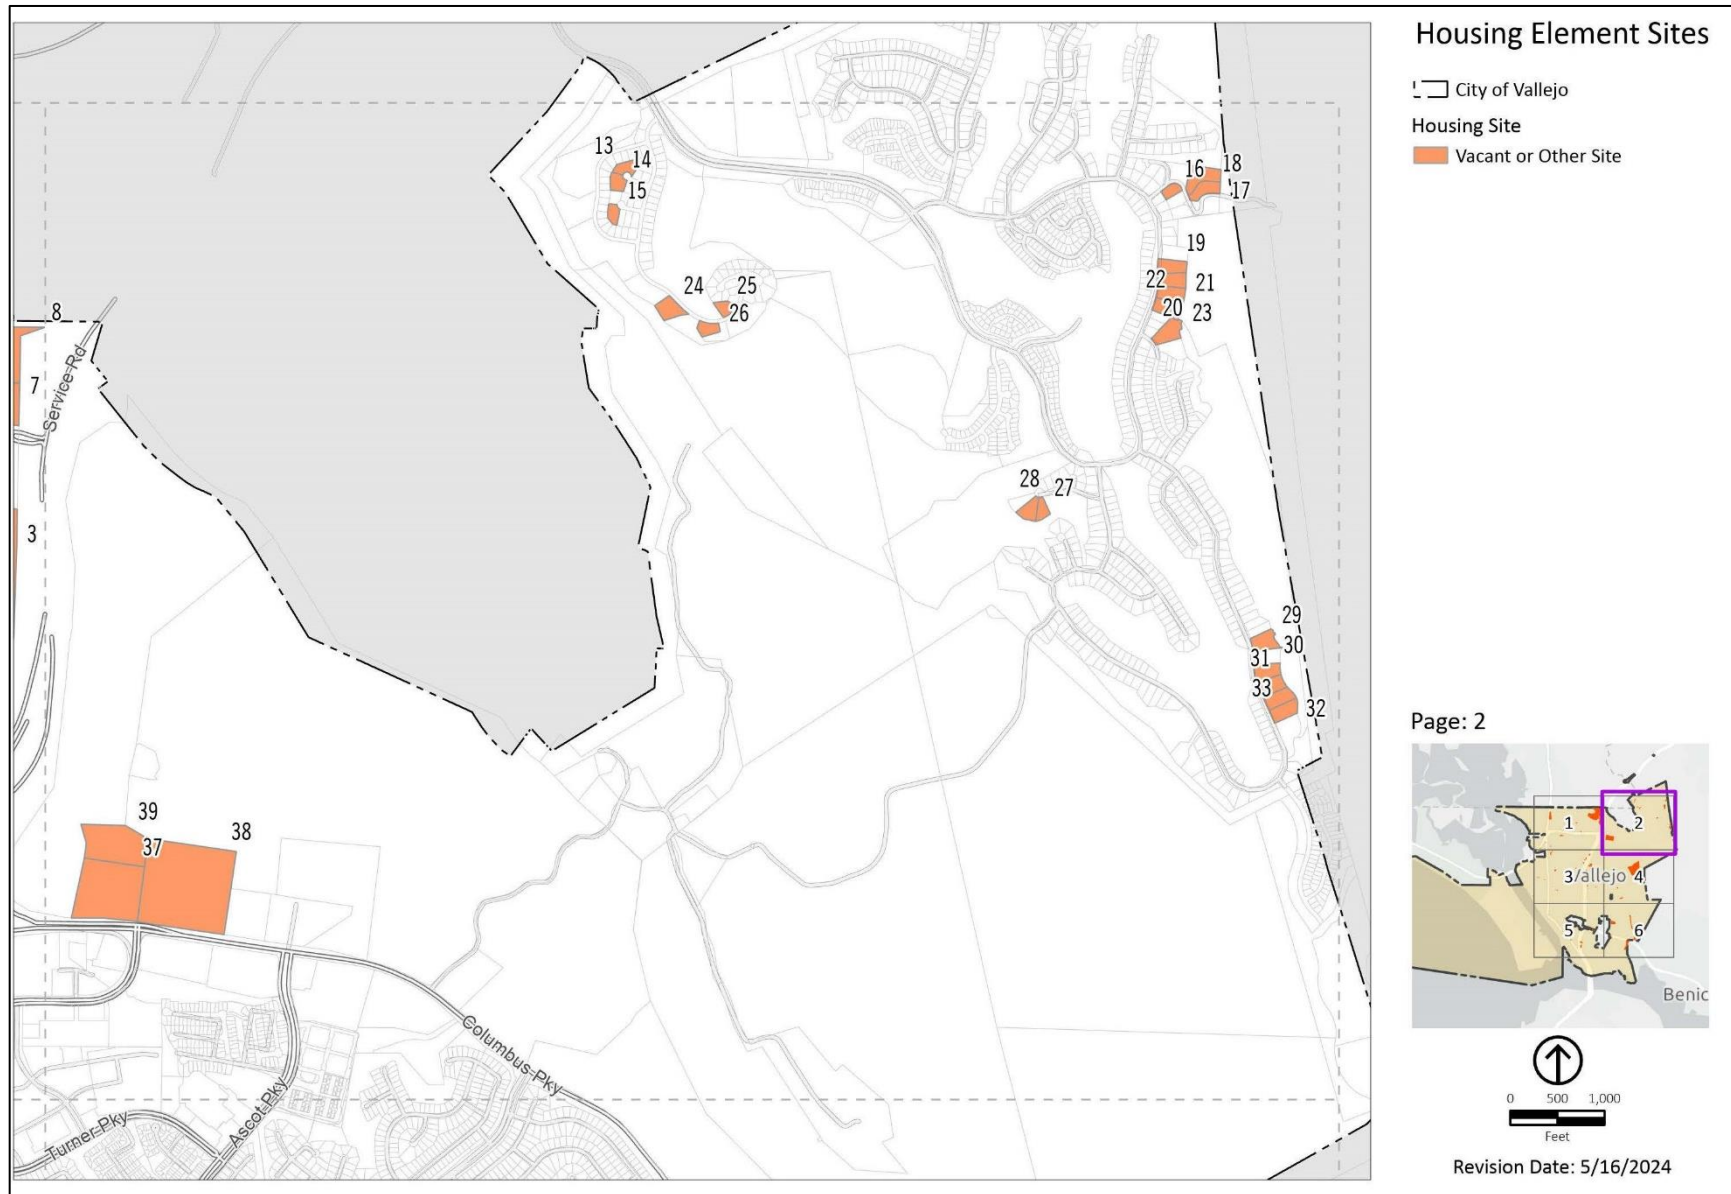 Housing Element Sites
City of Vallejo
Housing Site
Vacant or Other Site
13
14
15
16
18
17
19
22
21
20
23
24
25
26
8
7
Service Rd
3
28
27
29
30
31
33
32
39
37
38
Columbus Pky
Ascot Pky
Turner Pky
Page: 2
1
2
3
Vallejo
4
5
6
Benic
0 500 1,000
Feet
Revision Date: 5/16/2024